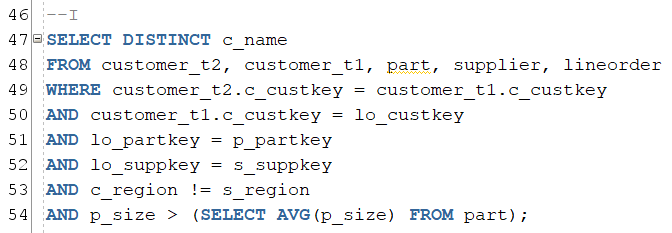 46 --I
47 SELECT DISTINCT c_name
48 FROM customer_t2, customer_t1, part, supplier, lineorder
49 WHERE customer_t2.c_custkey = customer_t1.c_custkey
50 AND customer_t1.c_custkey = lo_custkey
51 AND lo_partkey = p_partkey
52 AND lo_suppkey = s_suppkey
53 AND c_region != s_region
54 AND p_size > (SELECT AVG(p_size) FROM part);